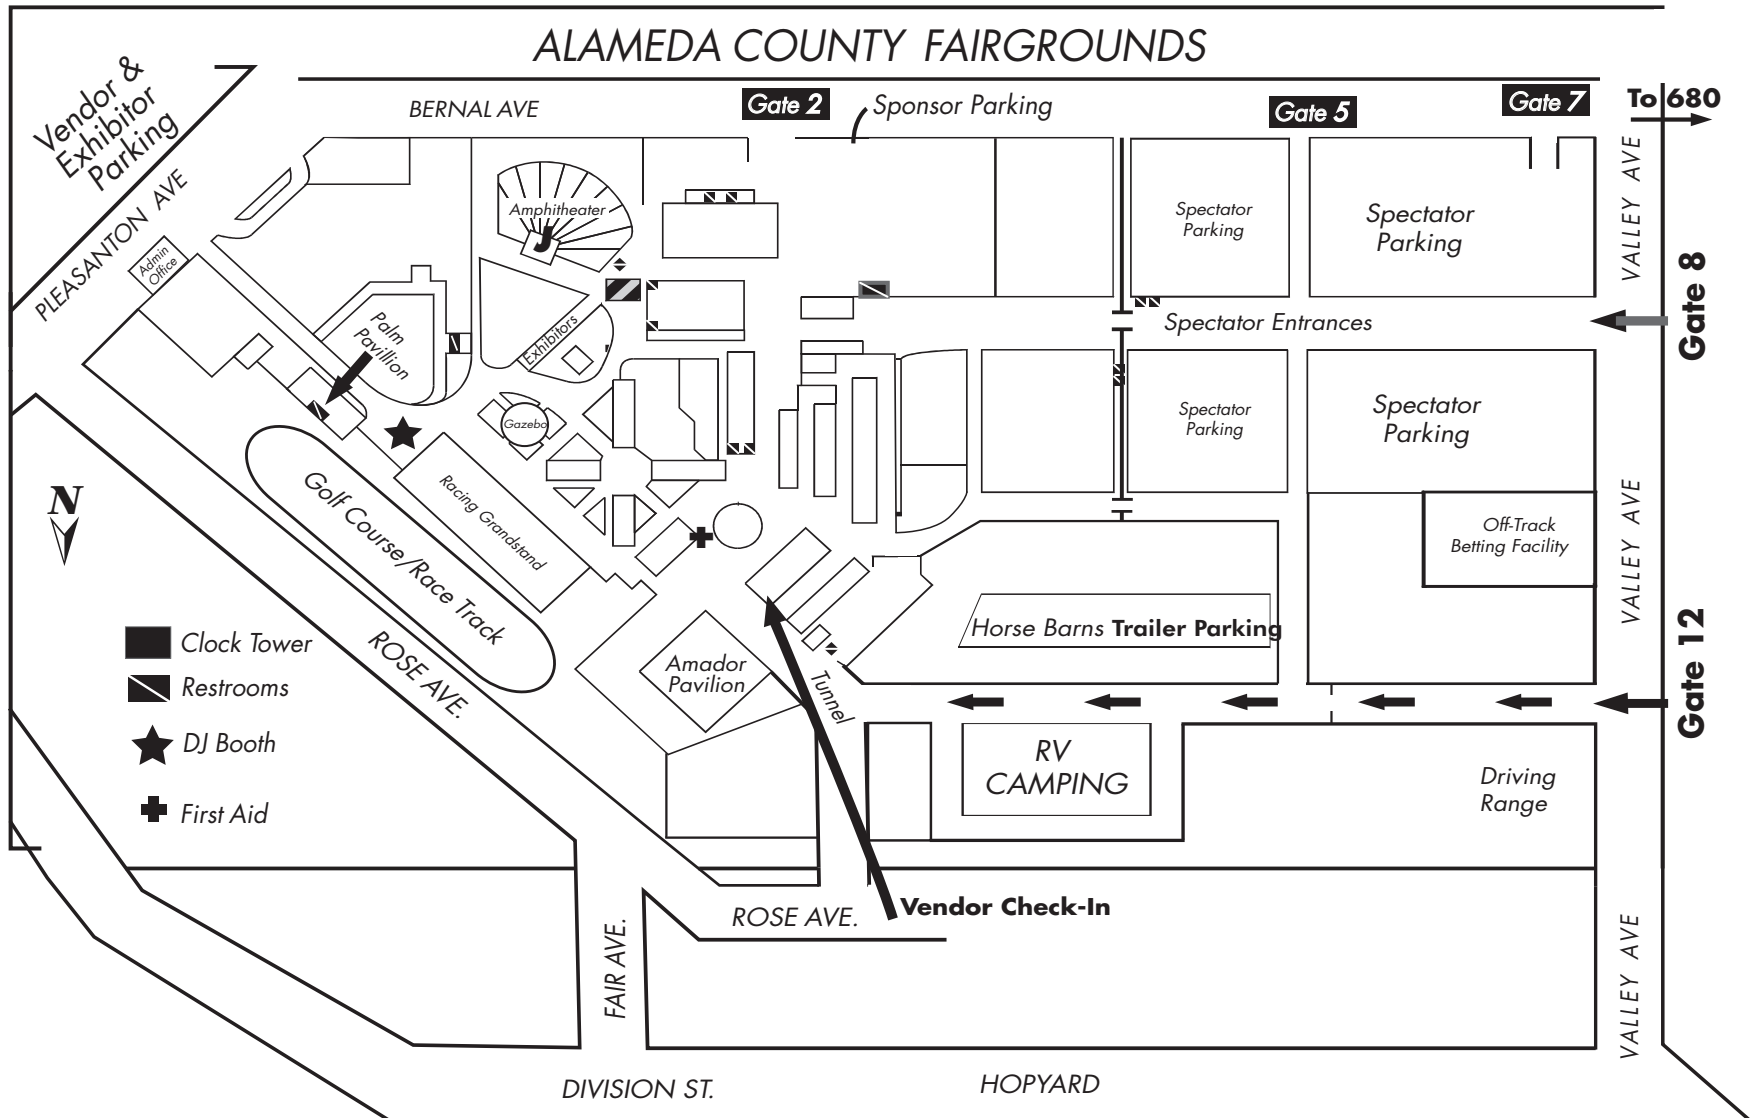 ALAMEDA COUNTY FAIRGROUNDS
Vendor &
Exhibitor
Parking
BERNAL AVE
Gate 2
Sponsor Parking
Gate 5
Gate 7
To 680
PLEASANTON AVE
VALLEY AVE
Admin
Office
Amphitheater
J
Spectator
Parking
Spectator
Parking
Gate 8
Palm
Pavillion
Exhibitors
Spectator Entrances
Gazebo
Spectator
Parking
Spectator
Parking
N
Golf Course/Race Track
Racing Grandstand
Off-Track
Betting Facility
VALLEY AVE
Clock Tower
Restrooms
DJ Booth
First Aid
ROSE AVE.
Amador
Pavilion
Tunnel
Horse Barns Trailer Parking
Gate 12
RV
CAMPING
Driving
Range
ROSE AVE.
Vendor Check-In
FAIR AVE.
VALLEY AVE
DIVISION ST.
HOPYARD